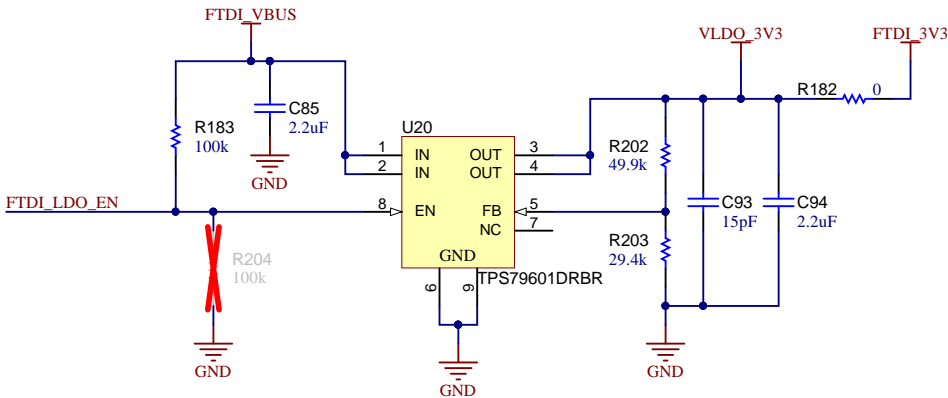 FTDI_VBUS
VLDO_3V3
FTDI_3V3
R183
100k
C85
2.2uF
GND
U20
1 IN OUT 3
2 IN OUT 4
8 EN FB 5
NC 7
GND
6 9
TPS79601DRBR
GND
FTDI_LDO_EN
R204
100k
GND
R182 0
R202
49.9k
R203
29.4k
C93
15pF
C94
2.2uF
GND